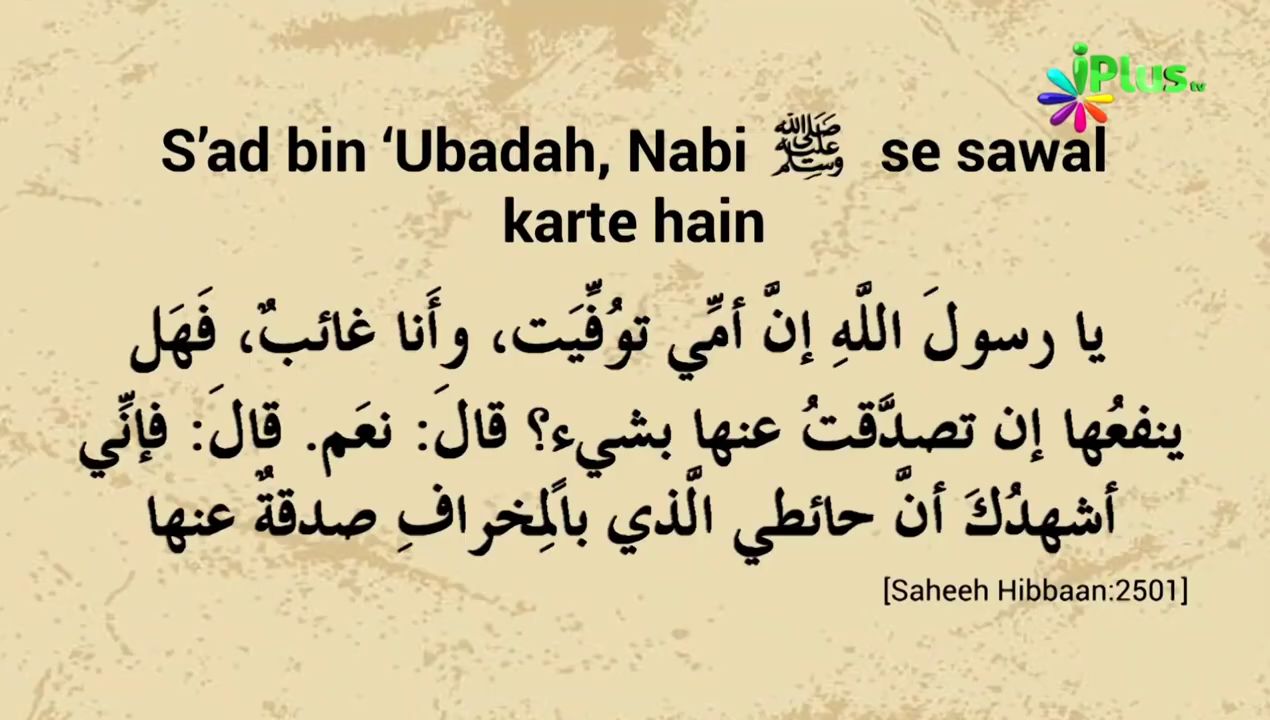 iPlus tv
S’ad bin ‘Ubadah, Nabi ﷺ se sawal
karte hain
يا رسولَ اللَّهِ إنَّ أمِّي توُفِّيَت، وأَنا غائبٌ، فَهَل
ينفعُها إن تصدَّقتُ عنها بشيء؟ قالَ: نعَم. قالَ: فإنِّي
أشهدُكَ أنَّ حائطي الَّذي بالمِخرافِ صدقةٌ عنها
[Saheeh Hibbaan:2501]